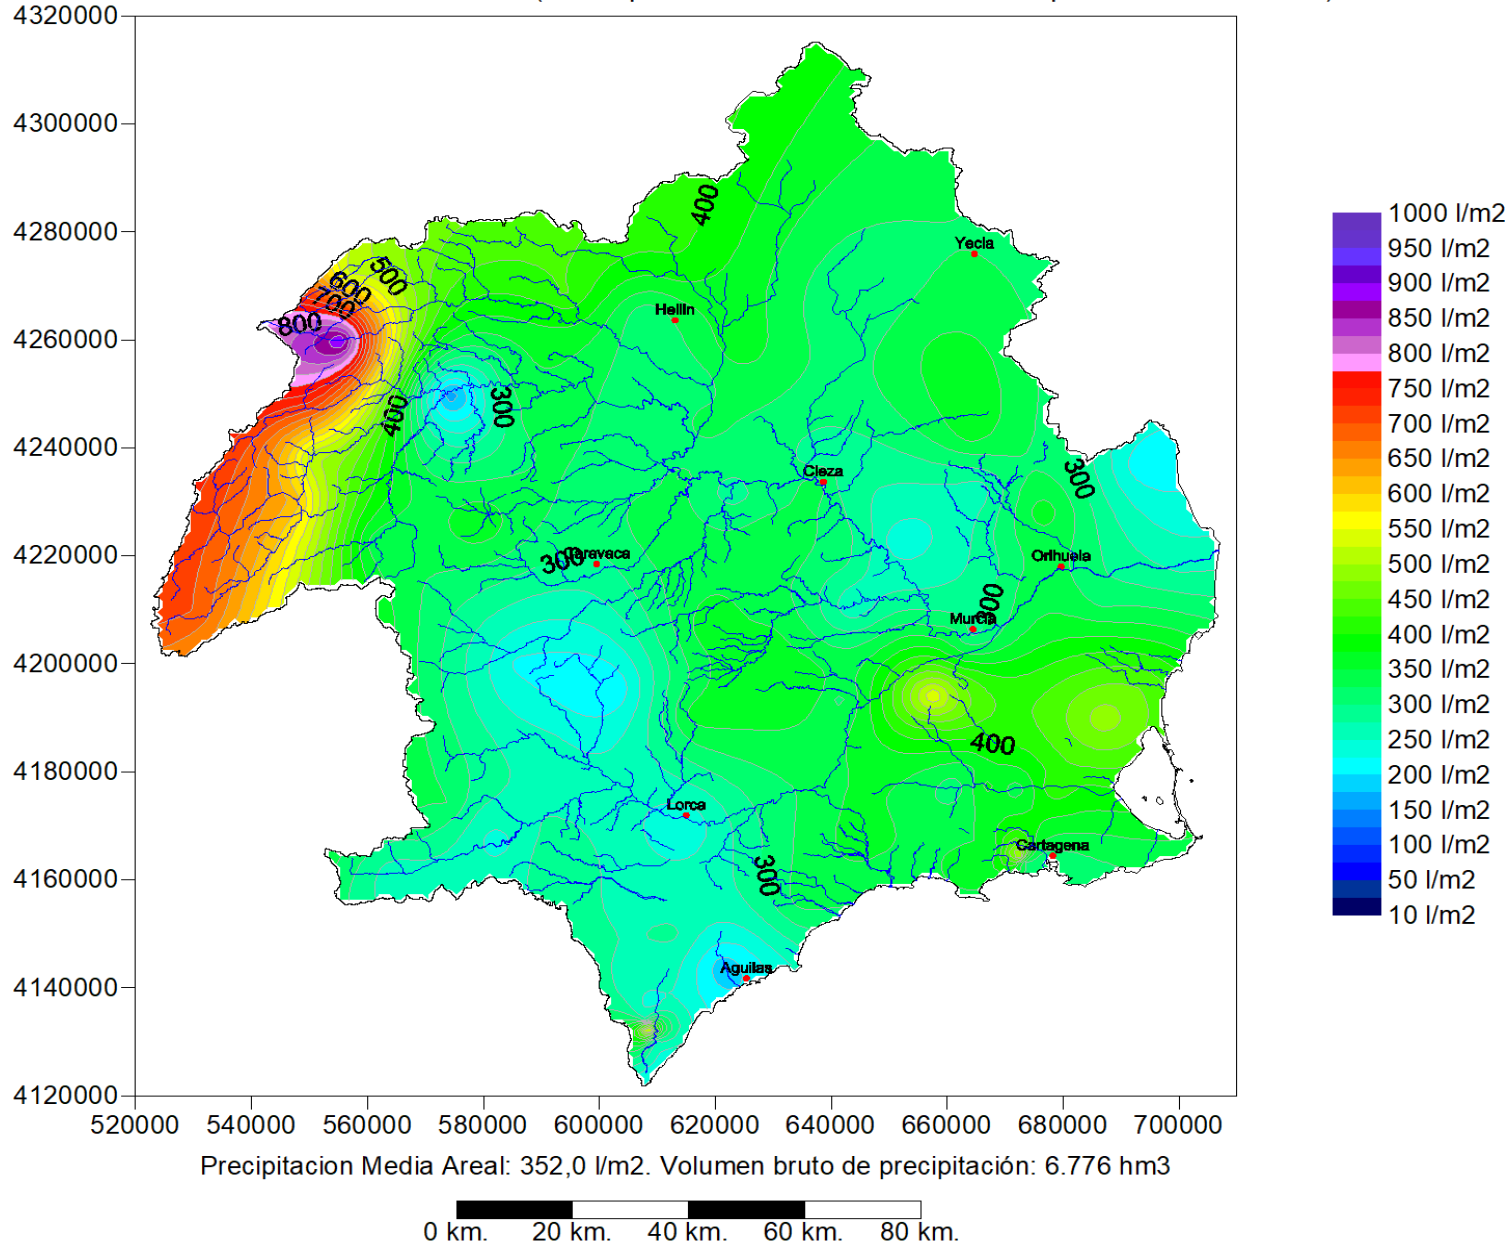 4320000
4300000
4280000
4260000
4240000
4220000
4200000
4180000
4160000
4140000
4120000
520000 540000 560000 580000 600000 620000 640000 660000 680000 700000
400
Yecla
500
600
700
800
Hellin
400
300
Cieza
300
300
Caravaca
Orihuela
300
Murcia
400
Lorca
300
Cartagena
Aguilas
1000 l/m2
950 l/m2
900 l/m2
850 l/m2
800 l/m2
750 l/m2
700 l/m2
650 l/m2
600 l/m2
550 l/m2
500 l/m2
450 l/m2
400 l/m2
350 l/m2
300 l/m2
250 l/m2
200 l/m2
150 l/m2
100 l/m2
50 l/m2
10 l/m2
Precipitacion Media Areal: 352,0 l/m2. Volumen bruto de precipitación: 6.776 hm3
0 km. 20 km. 40 km. 60 km. 80 km.